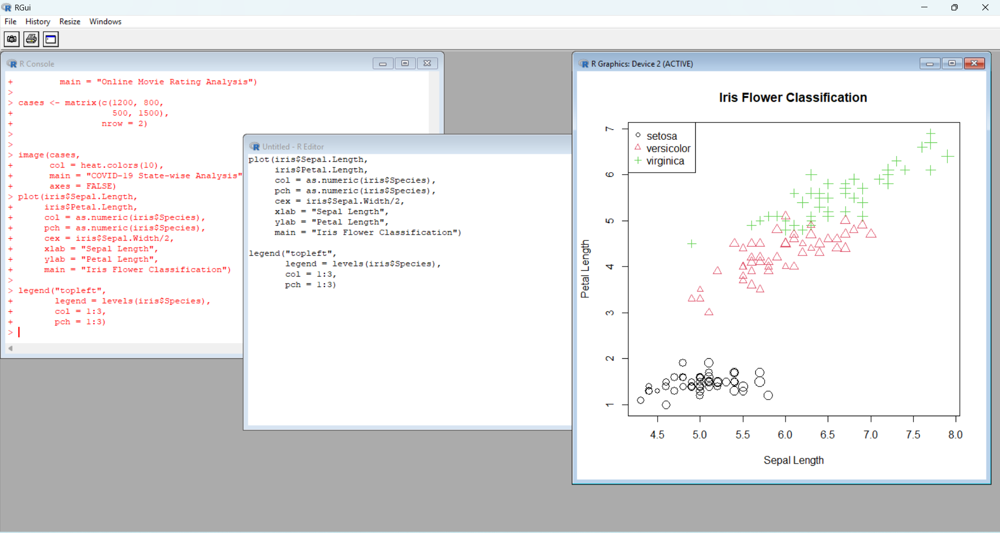 RGui
File History Resize Windows
R Console
+         main = "Online Movie Rating Analysis")
>
> cases <- matrix(c(1200, 800,
+                   500, 1500),
+                 nrow = 2)
>
>
> image(cases,
+       col = heat.colors(10),
+       main = "COVID-19 State-wise Analysis"
+       axes = FALSE)
> plot(iris$Sepal.Length,
+      iris$Petal.Length,
+      col = as.numeric(iris$Species),
+      pch = as.numeric(iris$Species),
+      cex = iris$Sepal.Width/2,
+      xlab = "Sepal Length",
+      ylab = "Petal Length",
+      main = "Iris Flower Classification")
>
> legend("topleft",
+        legend = levels(iris$Species),
+        col = 1:3,
+        pch = 1:3)
>
Untitled - R Editor
plot(iris$Sepal.Length,
     iris$Petal.Length,
     col = as.numeric(iris$Species),
     pch = as.numeric(iris$Species),
     cex = iris$Sepal.Width/2,
     xlab = "Sepal Length",
     ylab = "Petal Length",
     main = "Iris Flower Classification")
legend("topleft",
       legend = levels(iris$Species),
       col = 1:3,
       pch = 1:3)
R Graphics: Device 2 (ACTIVE)
Iris Flower Classification
setosa
versicolor
virginica
7
6
5
4
3
2
1
Petal Length
4.5 5.0 5.5 6.0 6.5 7.0 7.5 8.0
Sepal Length